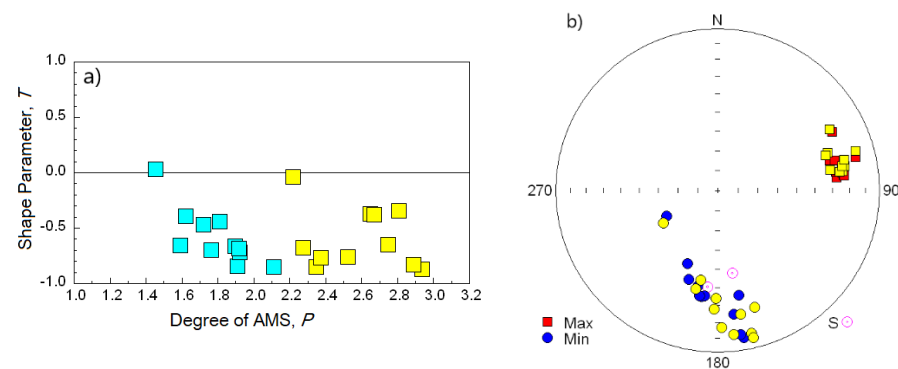 a)
1.0
0.5
0.0
-0.5
-1.0
Shape Parameter, T
1.0 1.2 1.4 1.6 1.8 2.0 2.2 2.4 2.6 2.8 3.0 3.2
Degree of AMS, P
b)
N
270
90
180
Max
Min
S